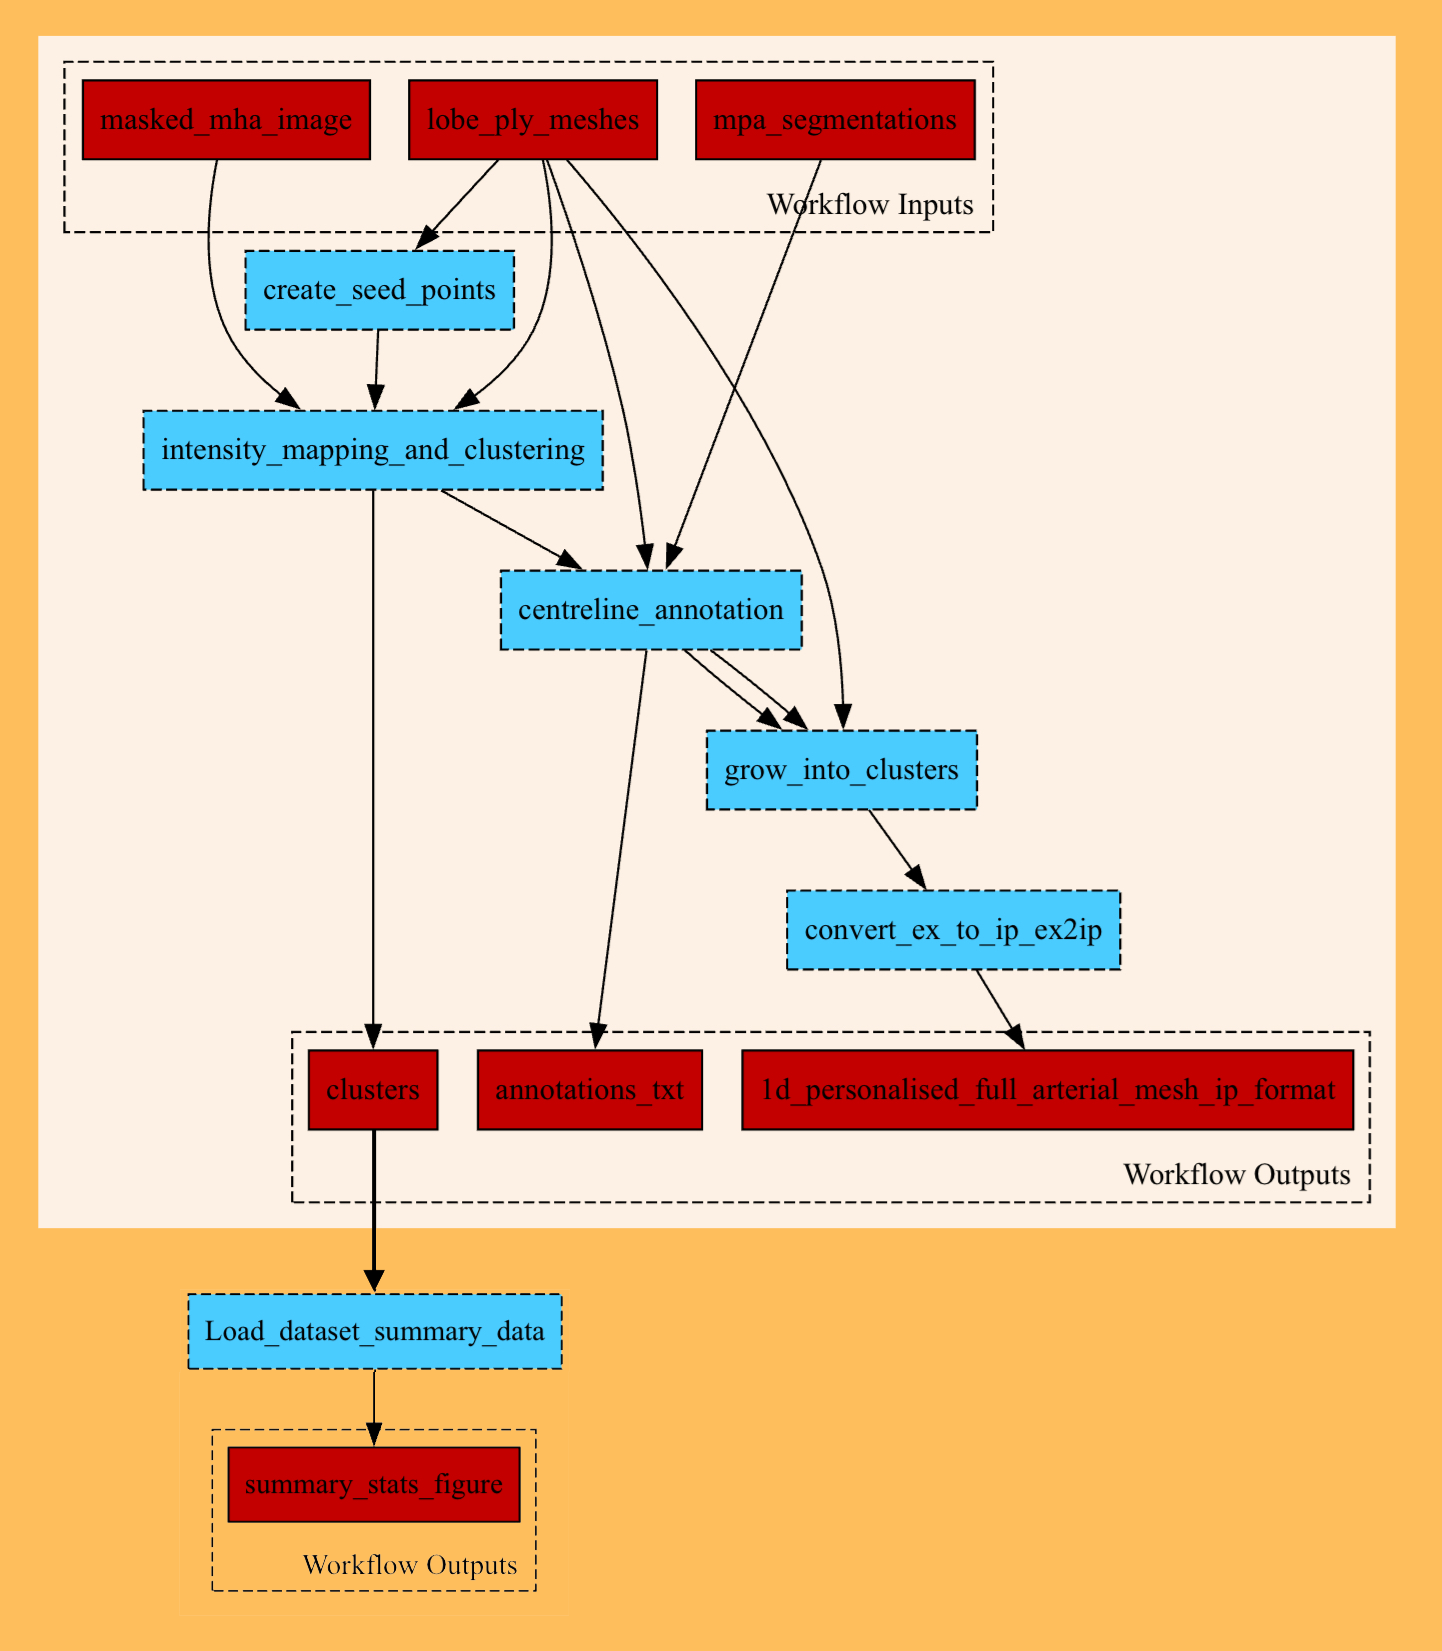 masked_mha_image
lobe_ply_meshes
mpa_segmentations
Workflow Inputs
create_seed_points
intensity_mapping_and_clustering
centreline_annotation
grow_into_clusters
convert_ex_to_ip_ex2ip
clusters
annotations_txt
1d_personalised_full_arterial_mesh_ip_format
Workflow Outputs
Load_dataset_summary_data
summary_stats_figure
Workflow Outputs